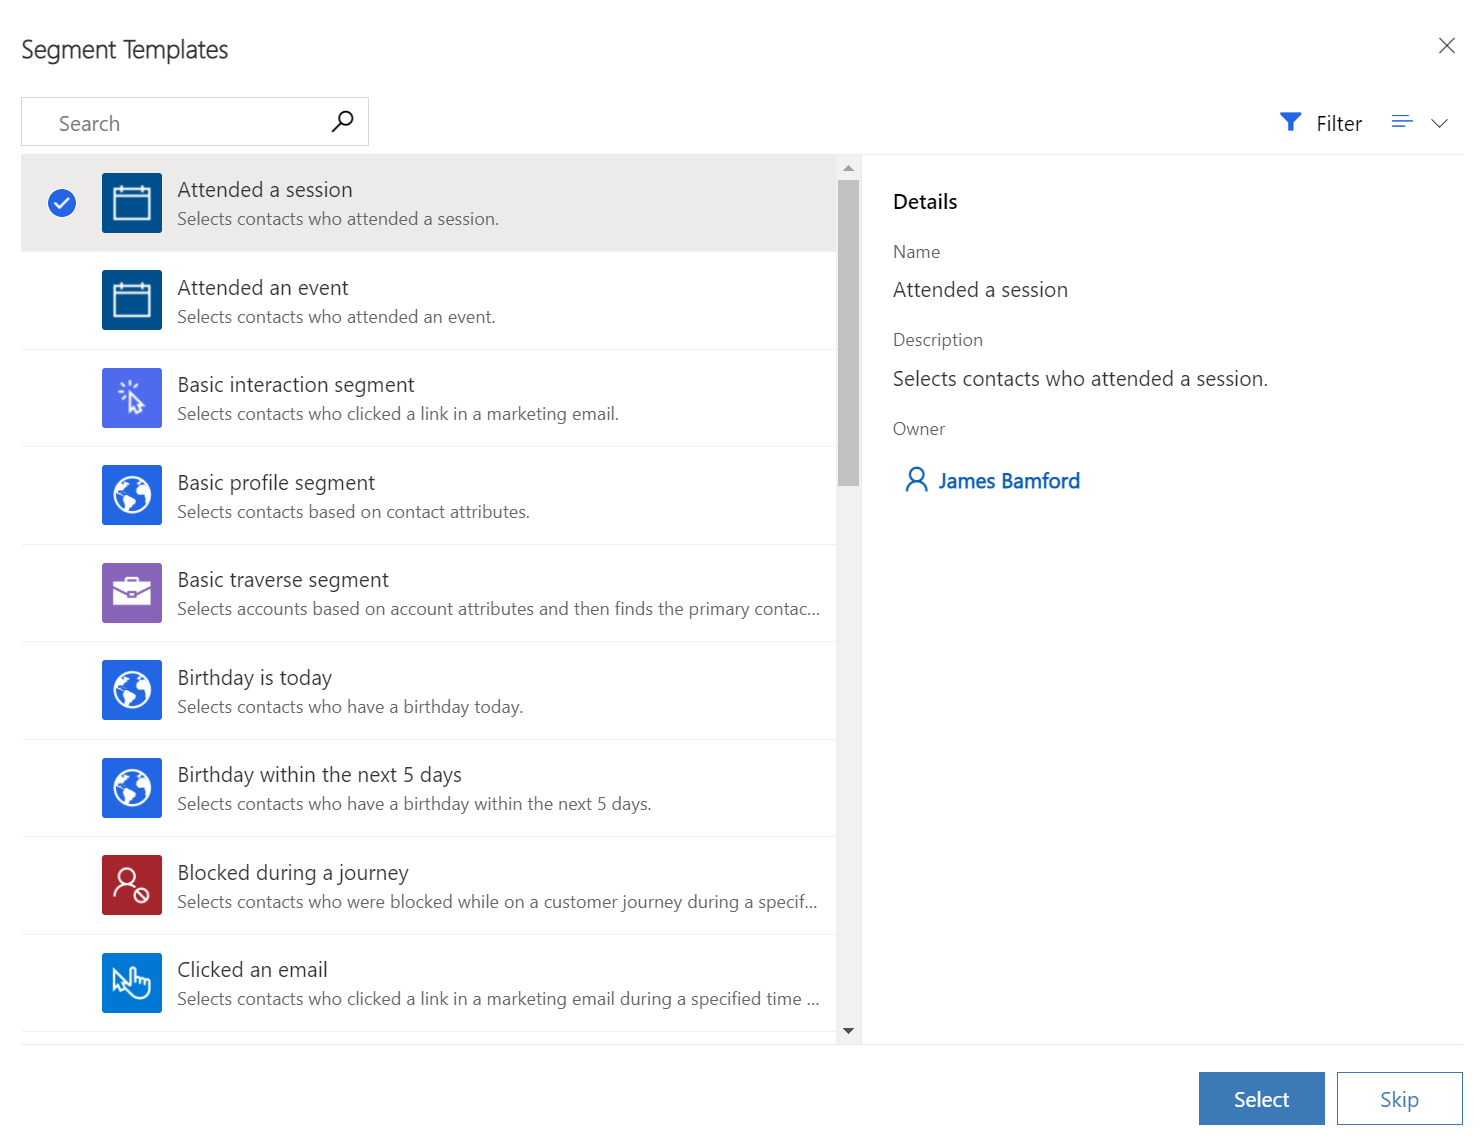 Segment Templates
Search
Filter
Attended a session
Selects contacts who attended a session.
Attended an event
Selects contacts who attended an event.
Basic interaction segment
Selects contacts who clicked a link in a marketing email.
Basic profile segment
Selects contacts based on contact attributes.
Basic traverse segment
Selects accounts based on account attributes and then finds the primary contac...
Birthday is today
Selects contacts who have a birthday today.
Birthday within the next 5 days
Selects contacts who have a birthday within the next 5 days.
Blocked during a journey
Selects contacts who were blocked while on a customer journey during a specif...
Clicked an email
Selects contacts who clicked a link in a marketing email during a specified time ...
Details
Name
Attended a session
Description
Selects contacts who attended a session.
Owner
James Bamford
Select
Skip